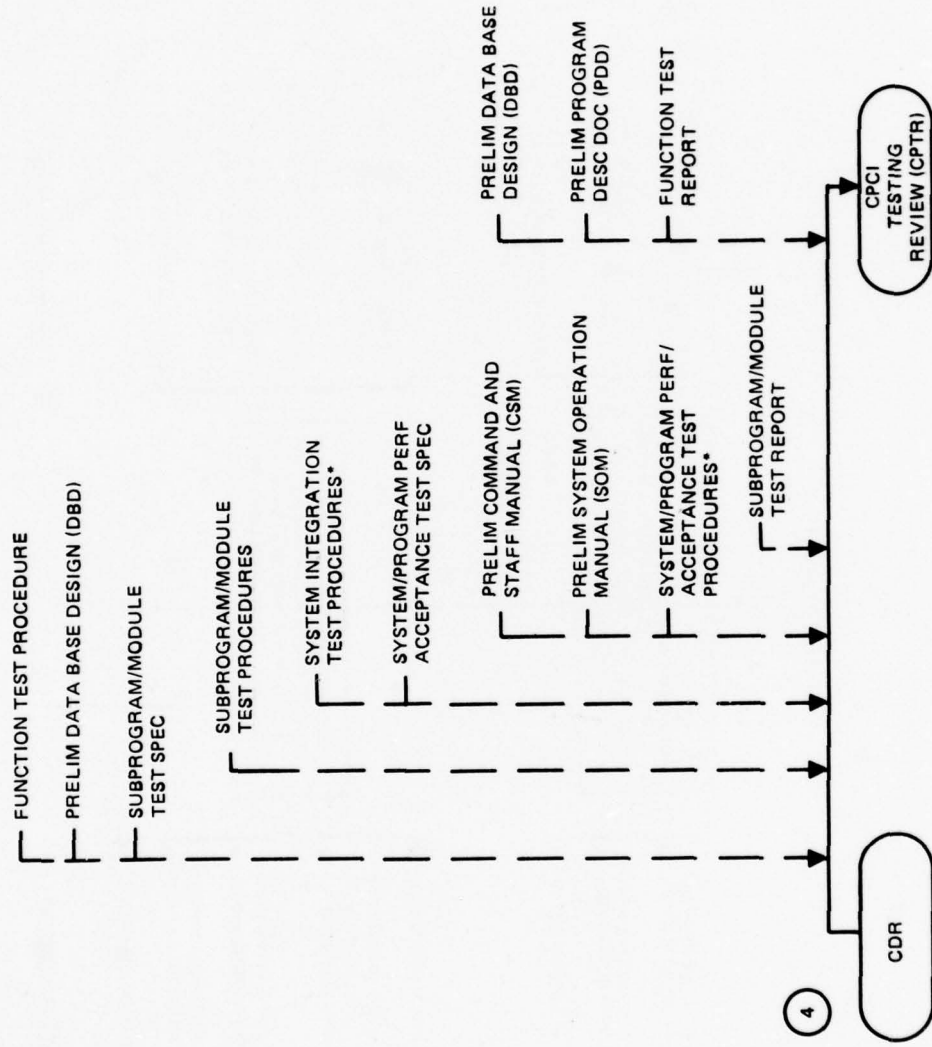 FUNCTION TEST PROCEDURE
PRELIM DATA BASE DESIGN (DBD)
SUBPROGRAM/MODULE
TEST SPEC
SUBPROGRAM/MODULE
TEST PROCEDURES
SYSTEM INTEGRATION
TEST PROCEDURES*
SYSTEM/PROGRAM PERF
ACCEPTANCE TEST SPEC
PRELIM COMMAND AND
STAFF MANUAL (CSM)
PRELIM SYSTEM OPERATION
MANUAL (SOM)
SYSTEM/PROGRAM PERF/
ACCEPTANCE TEST
PROCEDURES*
SUBPROGRAM/MODULE
TEST REPORT
PRELIM DATA BASE
DESIGN (DBD)
PRELIM PROGRAM
DESC DOC (PDD)
FUNCTION TEST
REPORT
4
CDR
CPCI
TESTING
REVIEW (CPTR)